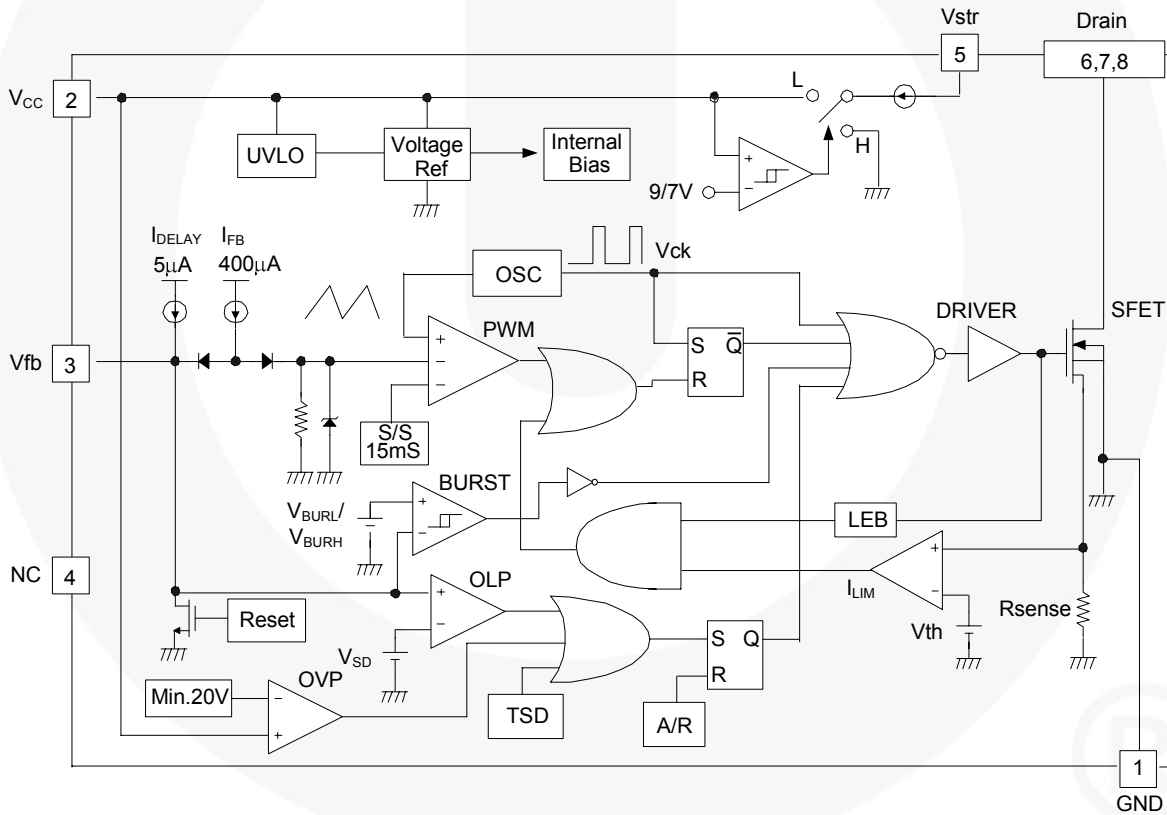 Vstr
Drain
5
6,7,8
VCC
2
L
H
UVLO
Voltage
Ref
Internal
Bias
+
−
9/7V
IDELAY
5μA
IFB
400μA
OSC
Vck
PWM
+
−
−
S/S
15mS
S
Q̅
R
DRIVER
SFET
Vfb
3
BURST
VBURL/
VBURH
+
−
LEB
NC
4
Reset
OLP
+
−
VSD
ILIM
+
−
Vth
Rsense
Min.20V
OVP
−
+
TSD
S
Q
R
A/R
1
GND
®